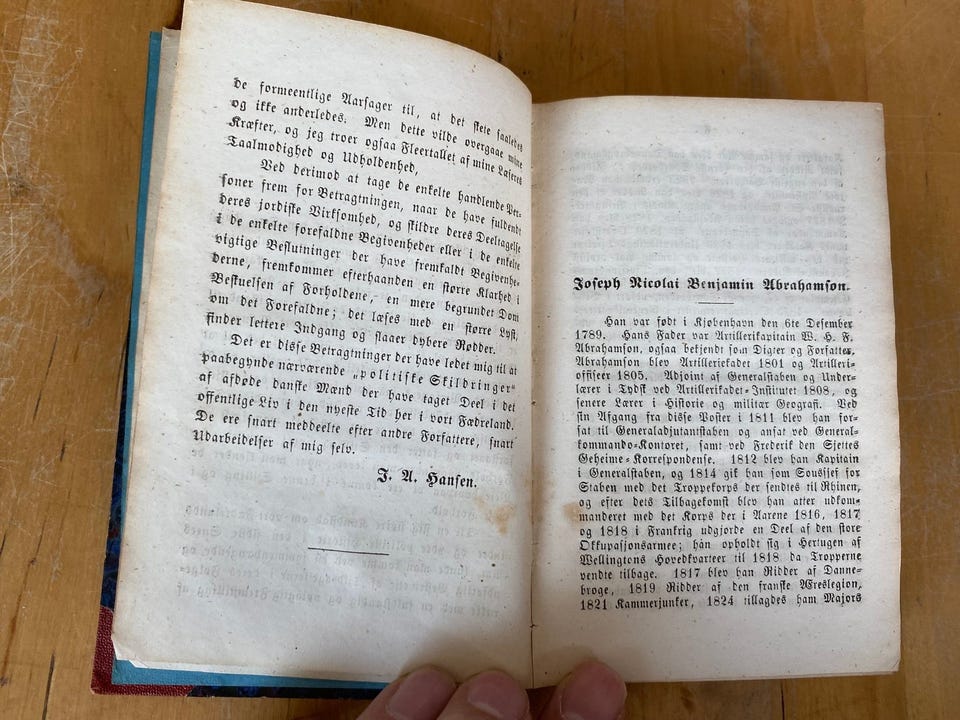 de formeentlige Aarsager til, at det skete saaledes
og ikke anderledes. Men dette vilde overgaae mine
Kræfter, og jeg troer ogsaa Fleertallet af mine Læseres
Taalmodighed og Udholdenhed,
Ved derimod at tage de enkelte handlende Per-
soner frem for Betragtningen, naar de have fuldendt
deres jordiske Virksomhed, og skildre deres Deeltagelse
i de enkelte forefaldne Begivenheder eller i de enkelte
vigtige Beslutninger der have fremkaldt Begivenhe-
derne, fremkommer efterhaanden en større Klarhed i
Bestuelsen af Forholdene, en mere begrundet Dom
om det Forefaldne; det læses med en større Lyst,
finder lettere Indgang og slaaer dybere Rødder.
Det er disse Betragtninger der have ledet mig til at
paabegynde nærværende „politiske Skildringer“
af afdøde danske Mænd der have taget Deel i det
offentlige Liv i den nyeste Tid her i vort Fædreland.
De ere snart meddeelte efter andre Forfattere, snart
Udarbeidelser af mig selv.
J. A. Hansen.
Joseph Nicolai Benjamin Abrahamson.
Han var født i Kjøbenhavn den 6te Desember
1789. Hans Fader var Artillerikapitain W. H. F.
Abrahamson, ogsaa bekjendt som Digter og Forfatter.
Abrahamson blev Artilleriekadet 1801 og Artilleri-
offiseer 1805. Adjoint af Generalstaben og Under-
lærer i Tydsk ved Artillerikadet-Institutet 1808, og
senere Lærer i Historie og militær Geografi. Ved
sin Afgang fra disse Poster i 1811 blev han for-
sat til Generaladjutantstaben og ansat ved General-
kommando-Kontoret, samt ved Frederik den Sjettes
Geheime-Korrespondense. 1812 blev han Kapitain
i Generalstaben, og 1814 gik han som Souschef for
Staben med det Troppekorps der sendtes til Rhinen,
og efter dets Tilbagekomst blev han atter udkom-
manderet med det Korps der i Aarene 1816, 1817
og 1818 i Frankrig udgjorde en Deel af den store
Okkupasjonsarmee; han opholdt sig i Hertugen af
Wellingtons Hovedkvarteer til 1818 da Tropperne
vendte tilbage. 1817 blev han Ridder af Danne-
broge, 1819 Ridder af den franske Æreslegion,
1821 Kammerjunker, 1824 tillagdes ham Majors